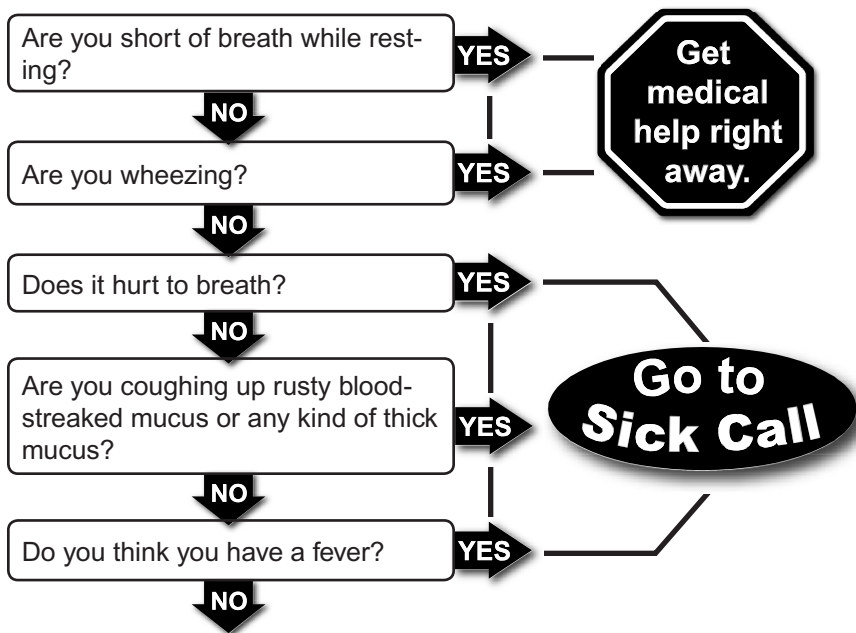 Are you short of breath while rest-
ing?
YES
NO
Are you wheezing?
YES
NO
Get
medical
help right
away.
Does it hurt to breath?
YES
NO
Are you coughing up rusty blood-
streaked mucus or any kind of thick
mucus?
YES
NO
Go to
Sick Call
Do you think you have a fever?
YES
NO